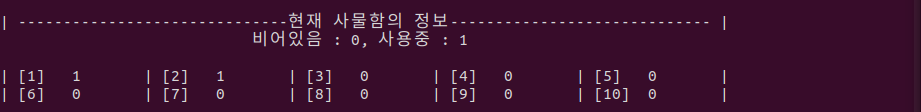 | ------------------------------현재 사물함의 정보----------------------------- |
비어있음 : 0, 사용중 : 1
| [1] 1 | [2] 1 | [3] 0 | [4] 0 | [5] 0 |
| [6] 0 | [7] 0 | [8] 0 | [9] 0 | [10] 0 |